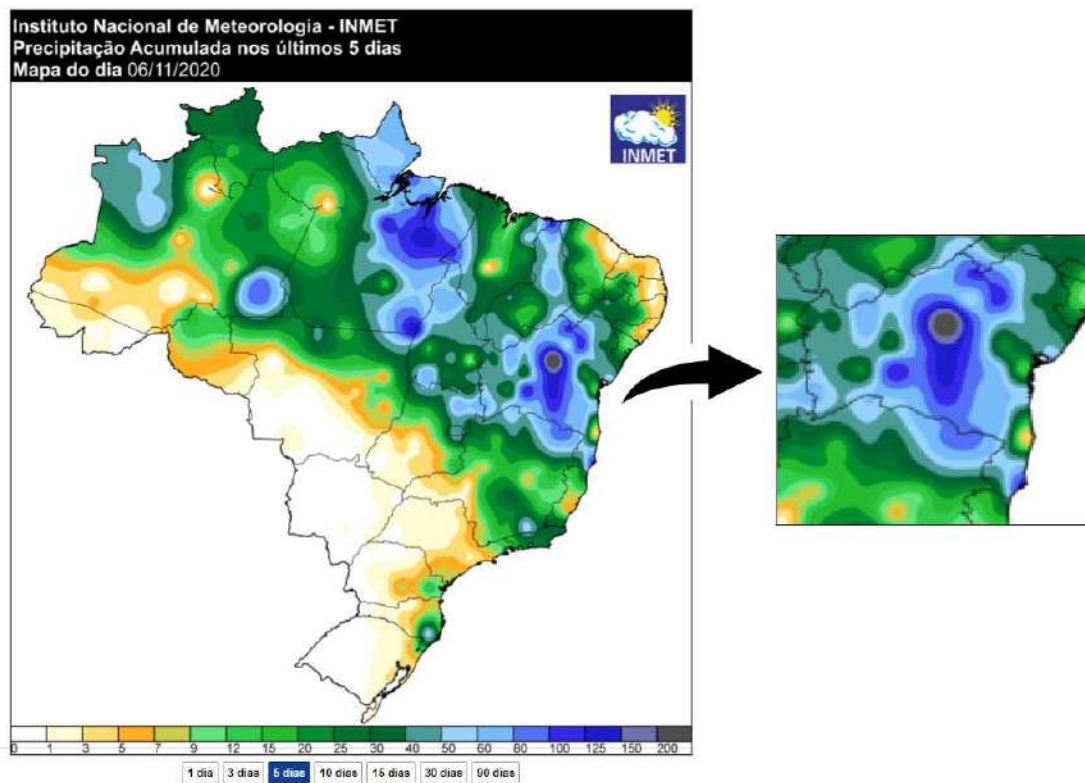 Instituto Nacional de Meteorologia - INMET
Precipitação Acumulada nos últimos 5 dias
Mapa do dia 06/11/2020
INMET
0 1 3 5 7 9 12 15 20 25 30 40 50 60 80 100 125 150 200
1 dia 3 dias 5 dias 10 dias 15 dias 30 dias 90 dias